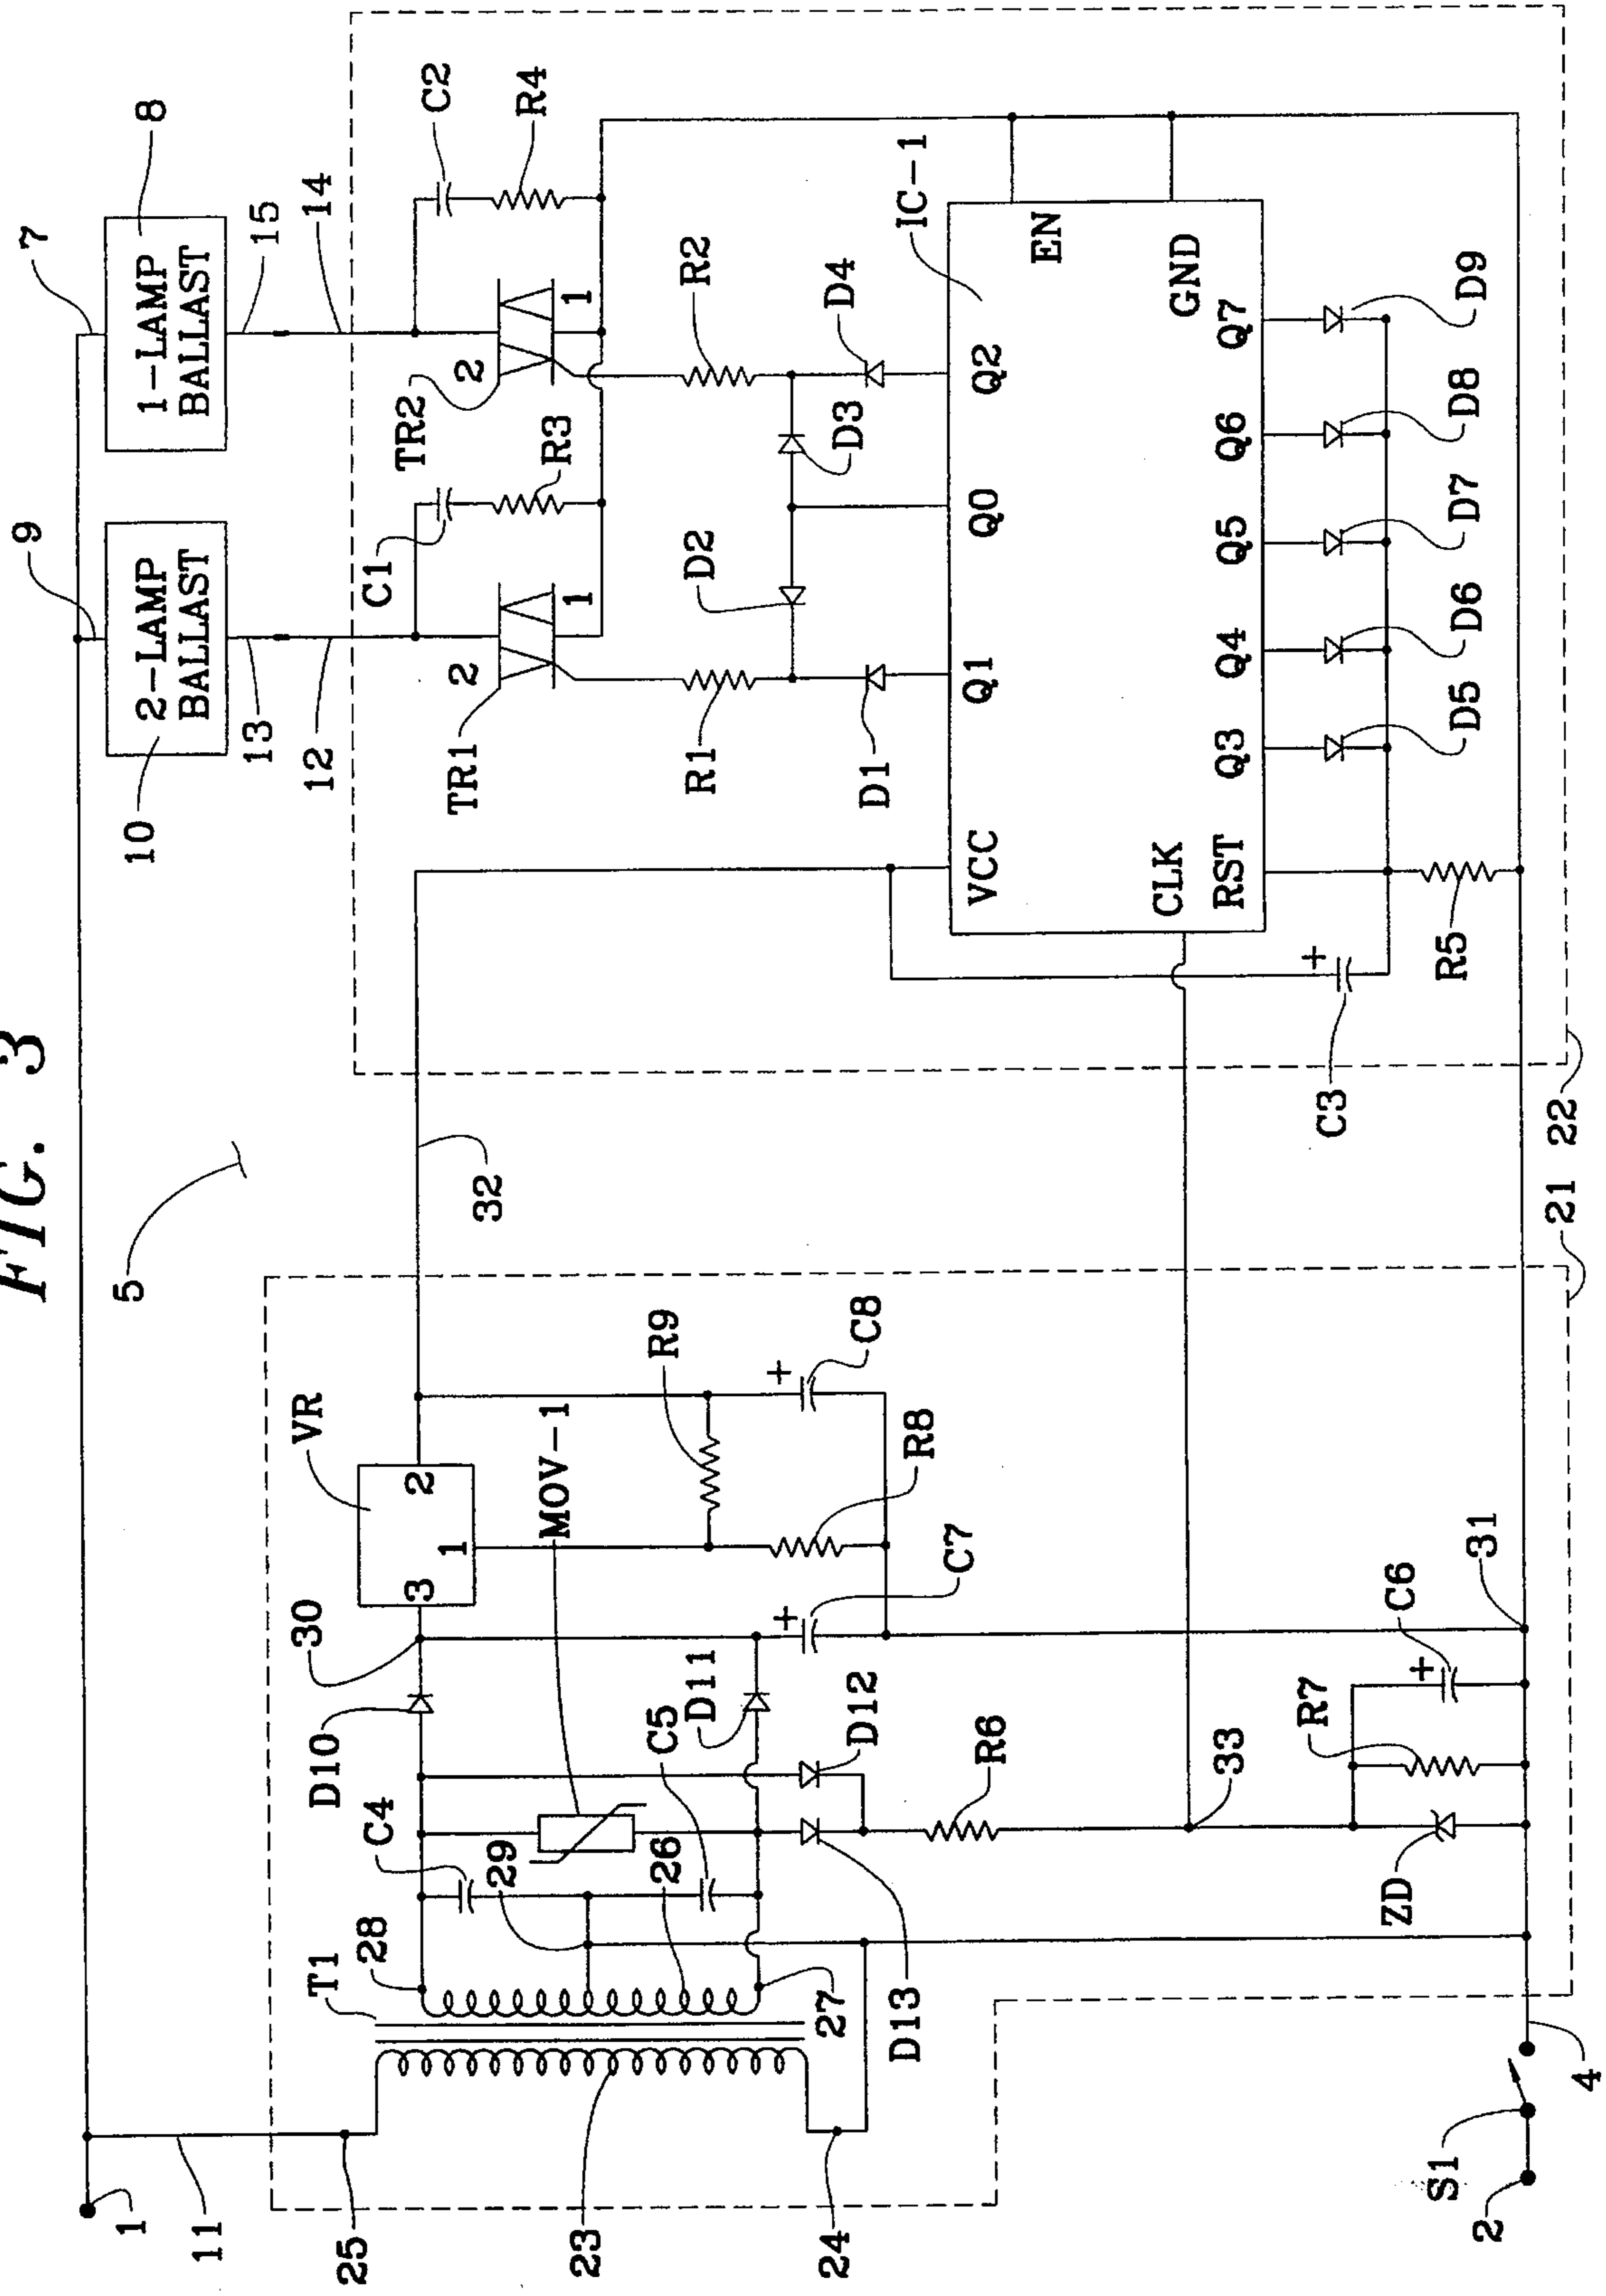 FIG. 3
7
8
1-LAMP
BALLAST
9
10
2-LAMP
BALLAST
15
14
13
12
C2
R4
TR2
2
1
C1
R3
TR1
2
1
R2
D4
R1
D2
D3
D1
IC-1
VCC
Q1
Q0
Q2
EN
CLK
GND
RST
Q3
Q4
Q5
Q6
Q7
D5
D6
D7
D8
D9
C3
+
R5
22
21
5
32
VR
3
1
2
30
MOV-1
R9
C8
+
R8
C7
+
D10
D11
C4
C5
D12
D13
R6
33
R7
C6
+
31
ZD
T1
28
29
26
27
1
11
25
23
24
S1
2
4